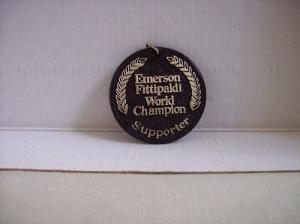 Emerson
Fittipaldi
World
Champion
Supporter